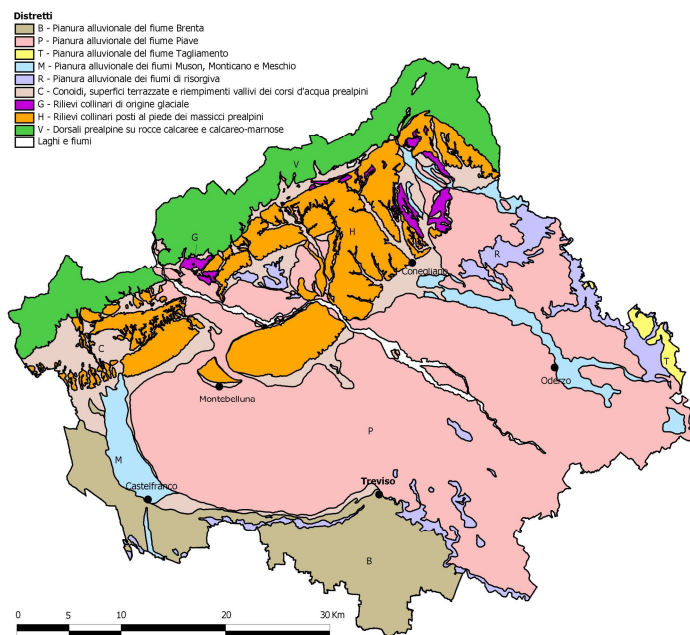 Distretti
B - Pianura alluvionale del fiume Brenta
P - Pianura alluvionale del fiume Piave
T - Pianura alluvionale del fiume Tagliamento
M - Pianura alluvionale dei fiumi Muson, Monticano e Meschio
R - Pianura alluvionale dei fiumi di risorgiva
C - Conoidi, superfici terrazzate e riempimenti vallivi dei corsi d'acqua prealpini
G - Rilievi collinari di origine glaciale
H - Rilievi collinari posti al piede dei massicci prealpini
V - Dorsali prealpine su rocce calcaree e calcareo-marnose
Laghi e fiumi
V
H
G
R
Conegliano
C
T
Oderzo
Montebelluna
P
M
Castelfranco
Treviso
B
0 5 10 20 30 Km